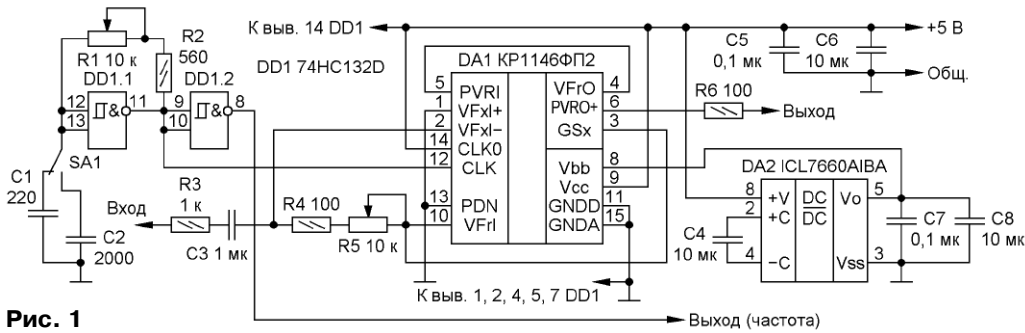 К выв. 14 DD1
+5 В
R1 10 к
R2
560
DD1.1
DD1.2
DD1 74HC132D
DA1 КР1146ФП2
C5
0,1 мк
C6
10 мк
Общ.
12
13
&
11
9
10
&
8
5
1
2
14
12
13
10
PVRI
VFxI+
VFxI−
CLK0
CLK
PDN
VFrI
VFrO
PVRO+
GSx
Vbb
Vcc
GNDD
GNDA
4
6
3
8
9
11
15
R6 100
Выход
SA1
C1
220
C2
2000
Вход
R3
1 к
C3 1 мк
R4 100
R5 10 к
DA2 ICL7660AIBA
8
2
4
+V
+C
−C
DC
DC
Vo
Vss
5
3
C4
10 мк
C7
0,1 мк
C8
10 мк
К выв. 1, 2, 4, 5, 7 DD1
Выход (частота)
Рис. 1